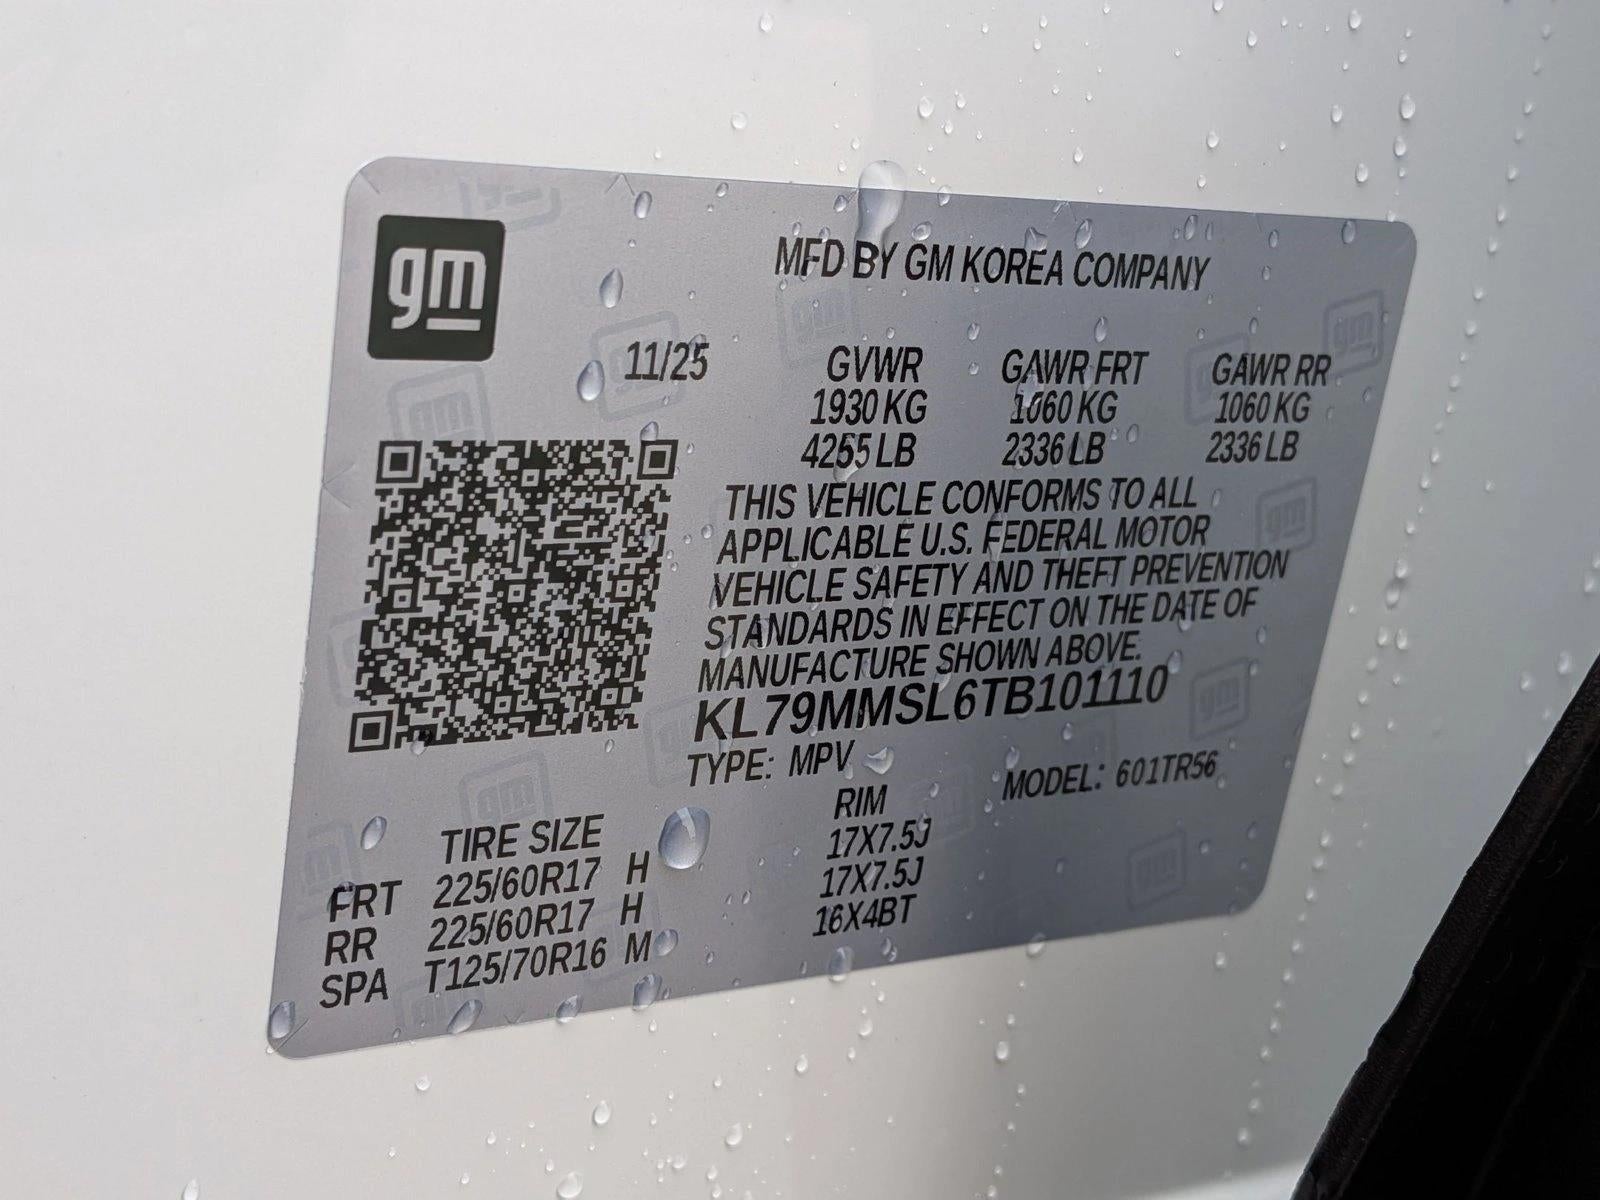 gm
MFD BY GM KOREA COMPANY
11/25 GVWR GAWR FRT GAWR RR
1930 KG 1060 KG 1060 KG
4255 LB 2336 LB 2336 LB
THIS VEHICLE CONFORMS TO ALL
APPLICABLE U.S. FEDERAL MOTOR
VEHICLE SAFETY AND THEFT PREVENTION
STANDARDS IN EFFECT ON THE DATE OF
MANUFACTURE SHOWN ABOVE.
KL79MMSL6TB101110
TYPE: MPV MODEL: 601TR56
TIRE SIZE RIM
FRT 225/60R17 H 17X7.5J
RR 225/60R17 H 17X7.5J
SPA T125/70R16 M 16X4BT